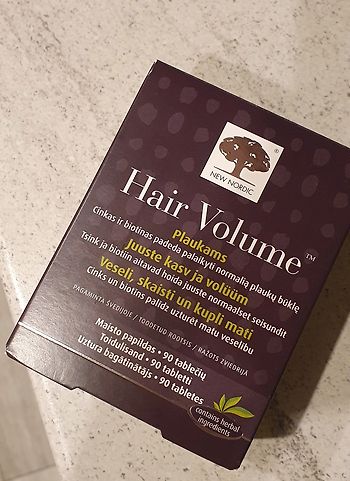 NEW NORDIC
®
Hair Volume™
Plaukams
Cinkas ir biotinas padeda palaikyti normalią plaukų būklę
Juuste kasv ja volüüm
Tsink ja biotiin aitavad hoida juuste normaalset seisundit
Veseli, skaisti un kupli mati
Cinks un biotīns palīdz uzturēt matu veselību
PAGAMINTA ŠVEDIJOJE / TOODETUD ROOTSIS / RAŽOTS ZVIEDRIJĀ
Maisto papildas • 90 tablečių
Toidulisand • 90 tabletti
Uztura bagātinātājs • 90 tabletes
contains herbal
ingredients